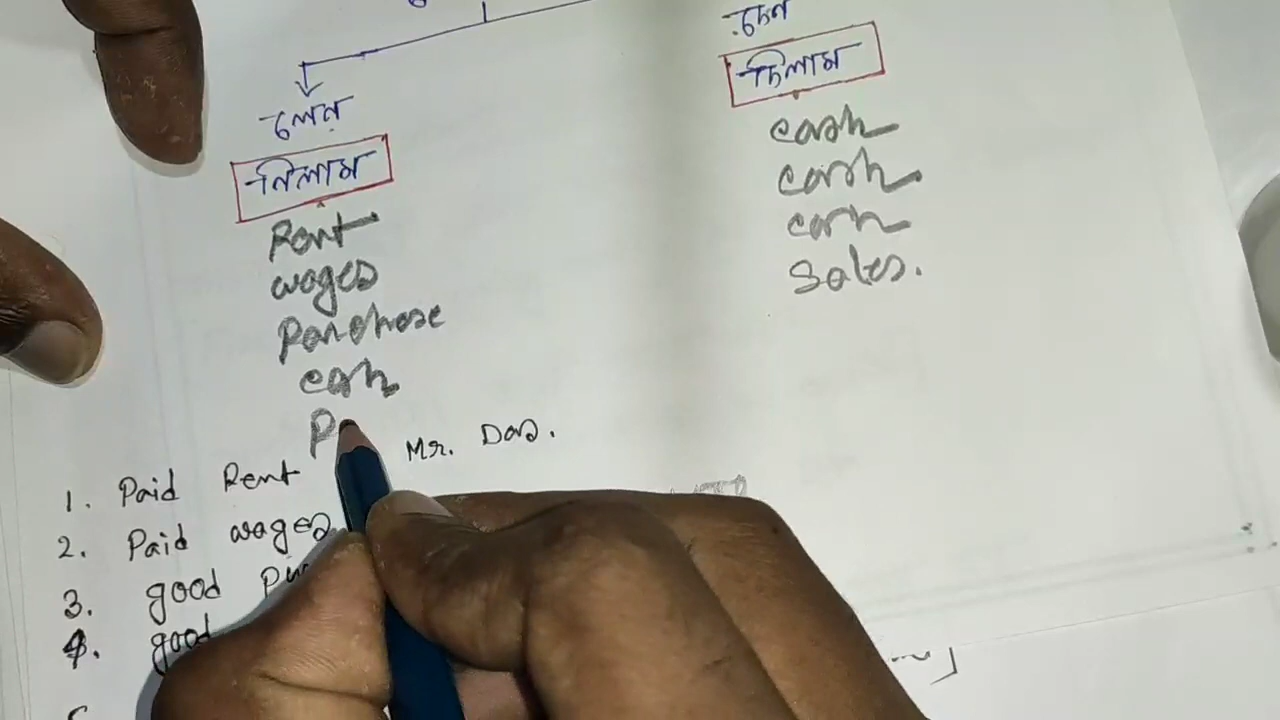 লেন
নিলাম
Rent
wages
Purchase
cash
P
দেন
দিলাম
cash
cash
cash
Sales.
1. Paid Rent Mr. Das.
2. Paid wages
3. good
4. good